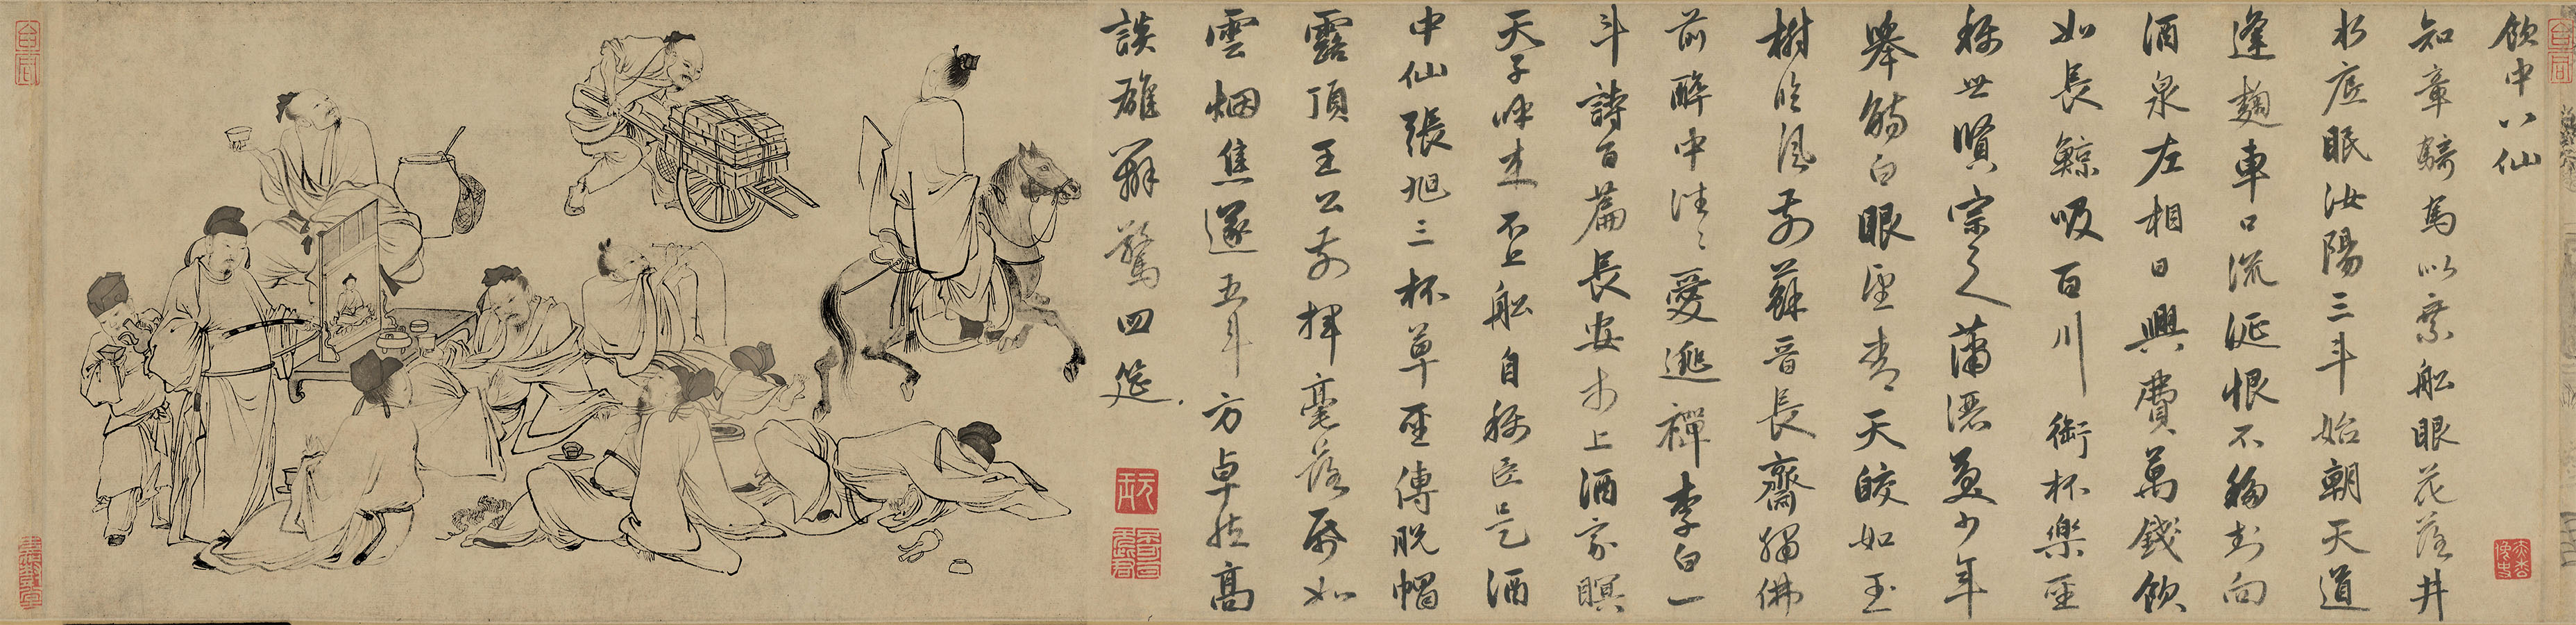 飲中八仙
知章騎馬以乘船眼花落井
水底眠汝陽三斗始朝天道
逢麴車口流涎恨不移封向
酒泉左相日興費萬錢飲
如長鯨吸百川銜杯樂聖
稱世賢宗之瀟灑美少年
舉觴白眼望青天皎如玉
樹臨風前蘇晉長齋繡佛
前醉中往〻愛逃禪李白一
斗詩百篇長安市上酒家瞑
天子呼來不上船自稱臣是酒
中仙張旭三杯草聖傳脫帽
露頂王公前揮毫落紙如
雲烟焦遂五斗方卓然高
談雄辯驚四筵